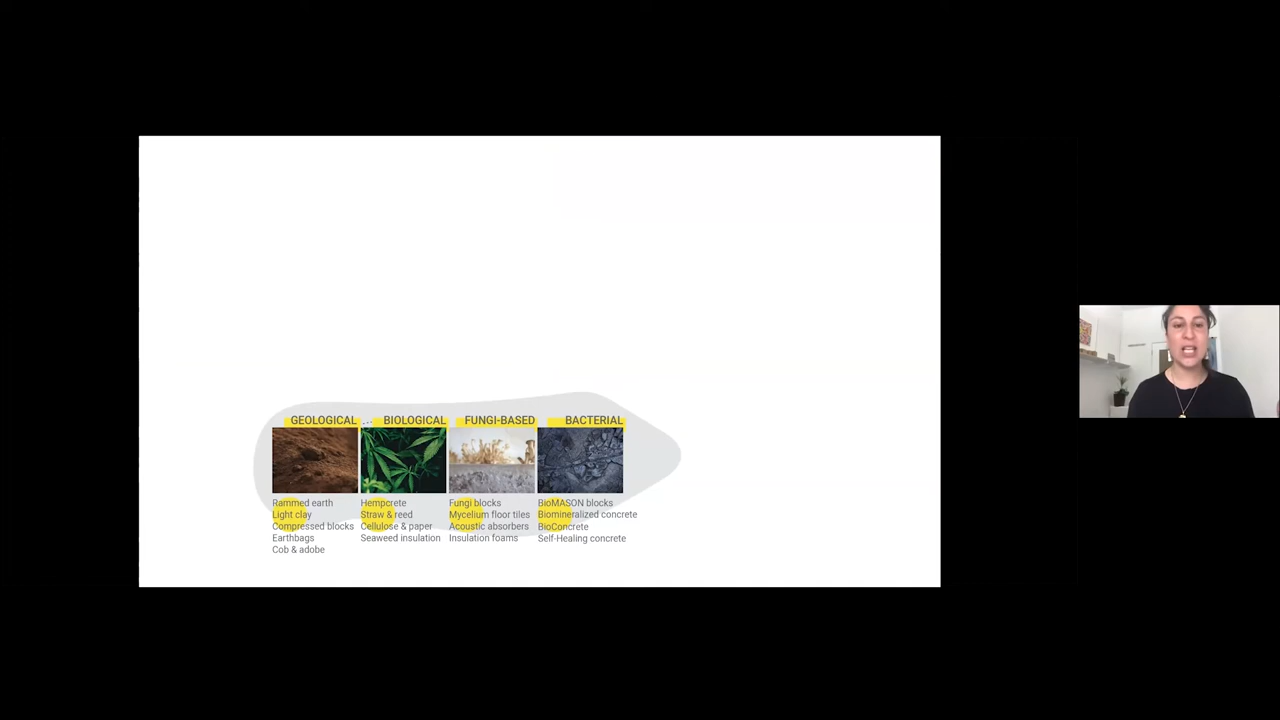 GEOLOGICAL ... BIOLOGICAL FUNGI-BASED BACTERIAL
Rammed earth
Light clay
Compressed blocks
Earthbags
Cob & adobe
Hempcrete
Straw & reed
Cellulose & paper
Seaweed insulation
Fungi blocks
Mycelium floor tiles
Acoustic absorbers
Insulation foams
BioMASON blocks
Biomineralized concrete
BioConcrete
Self-Healing concrete